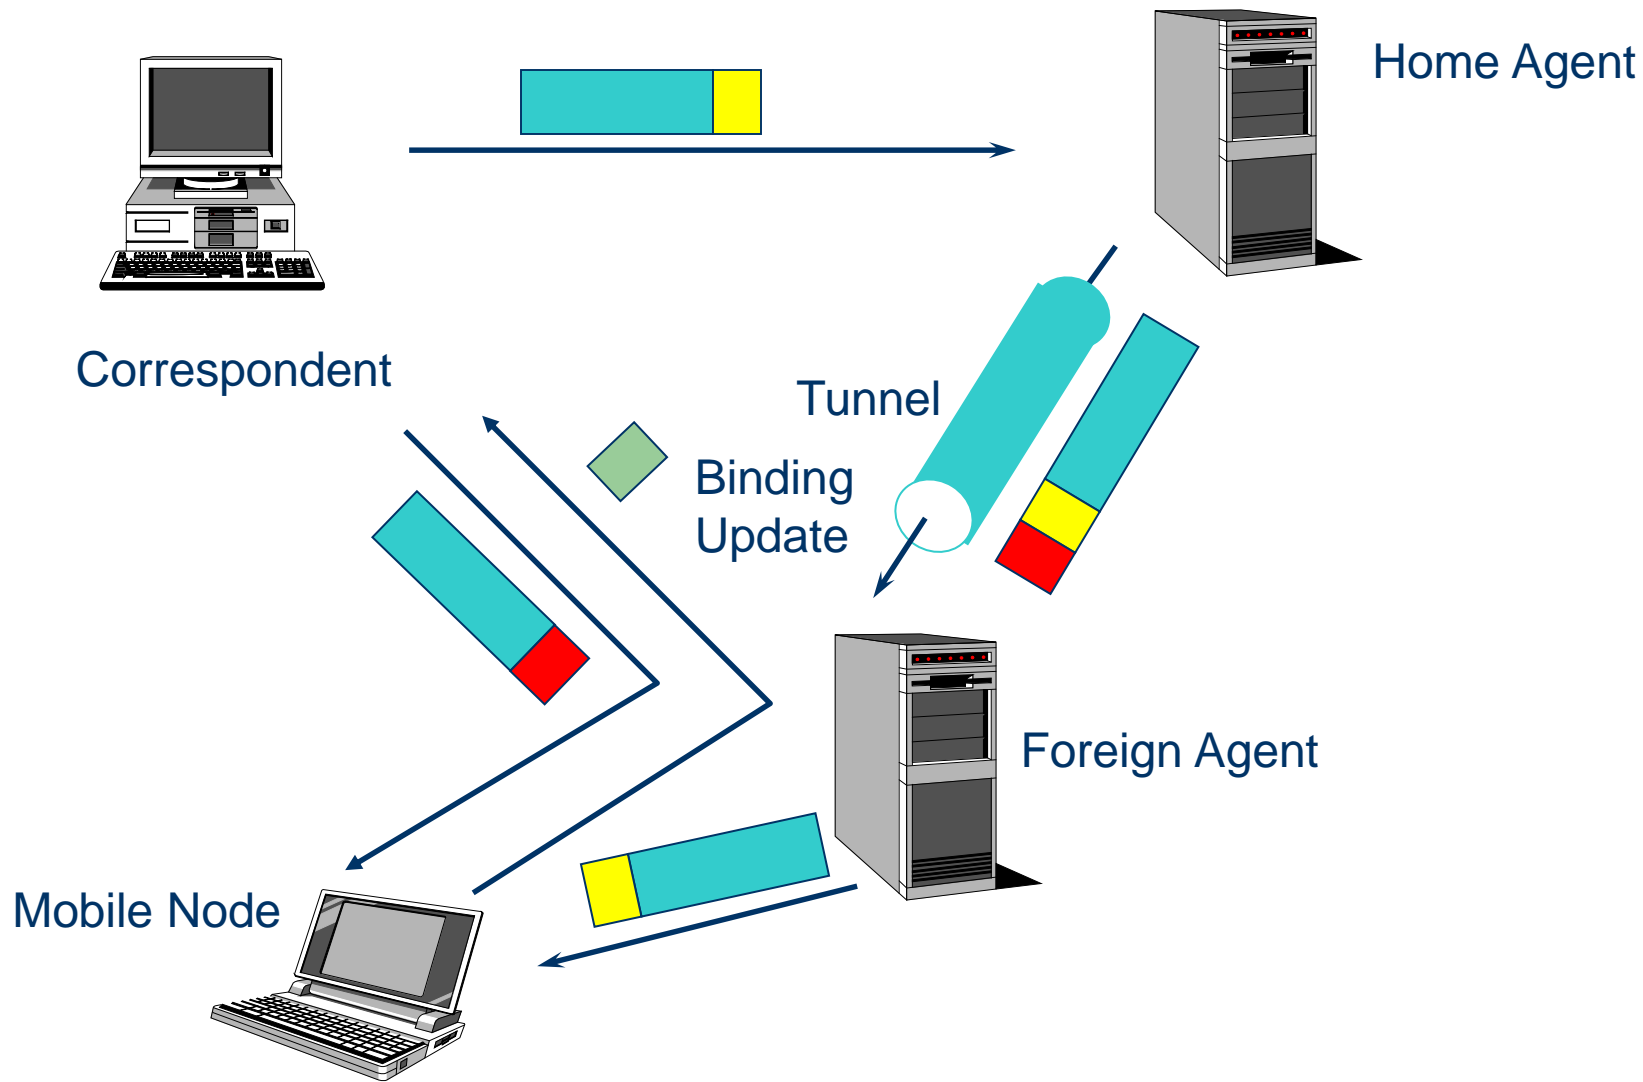 Home Agent
Correspondent
Tunnel
Binding
Update
Foreign Agent
Mobile Node